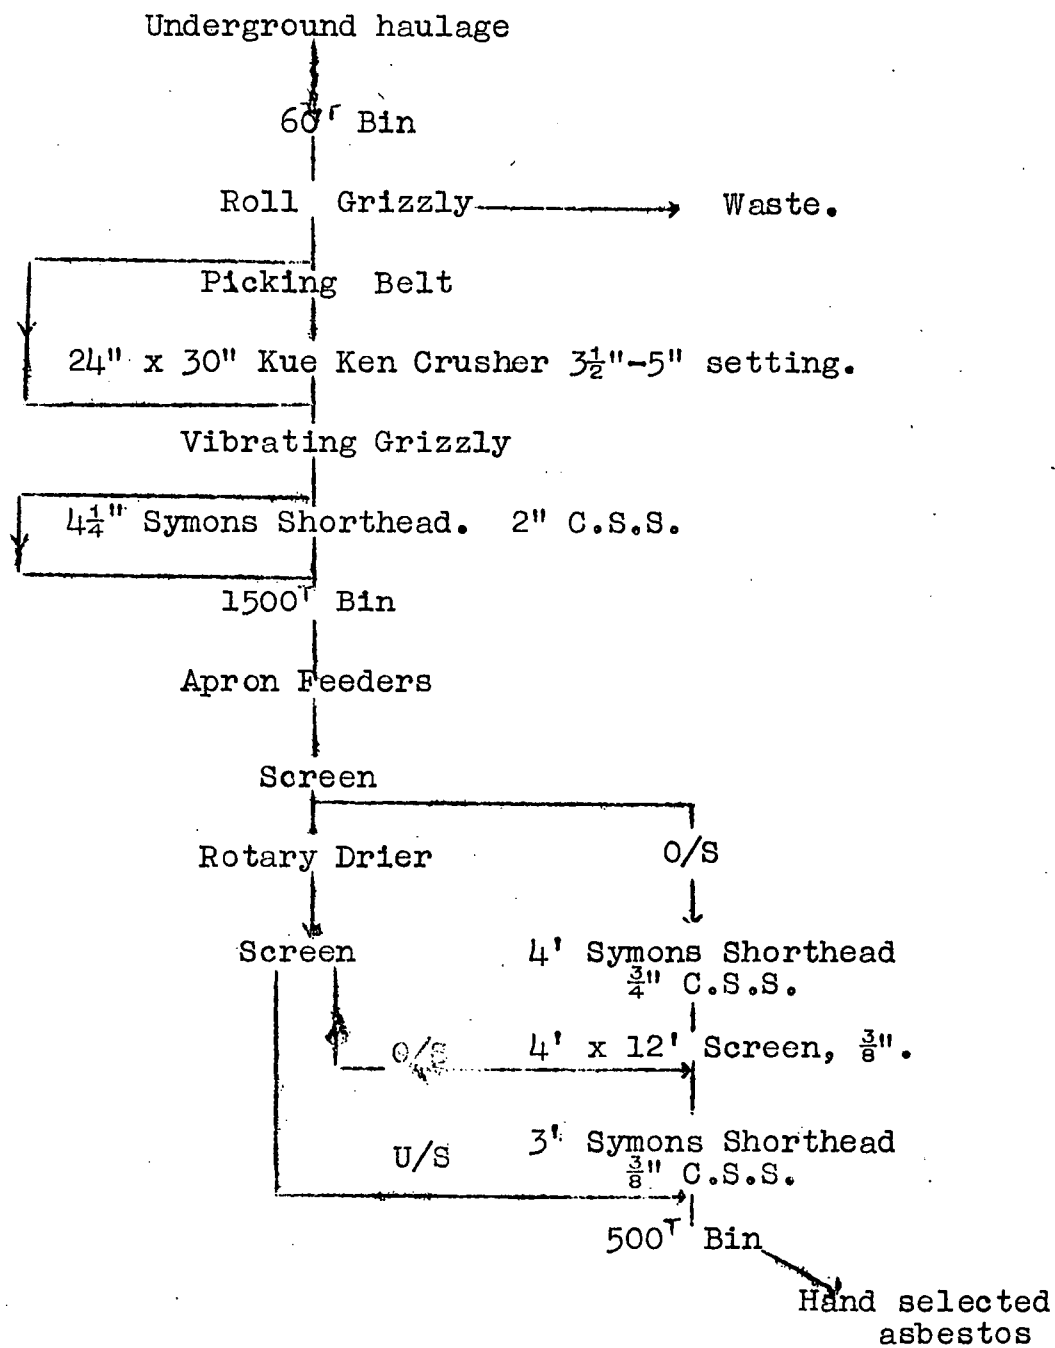 Underground haulage
60ᵀ Bin
Roll Grizzly Waste.
Picking Belt
24" x 30" Kue Ken Crusher 3½"-5" setting.
Vibrating Grizzly
4¼" Symons Shorthead. 2" C.S.S.
1500ᵀ Bin
Apron Feeders
Screen
Rotary Drier O/S
Screen 4' Symons Shorthead
¾" C.S.S.
O/S 4' x 12' Screen, ⅜".
U/S 3' Symons Shorthead
⅜" C.S.S.
500ᵀ Bin
Hand selected
asbestos